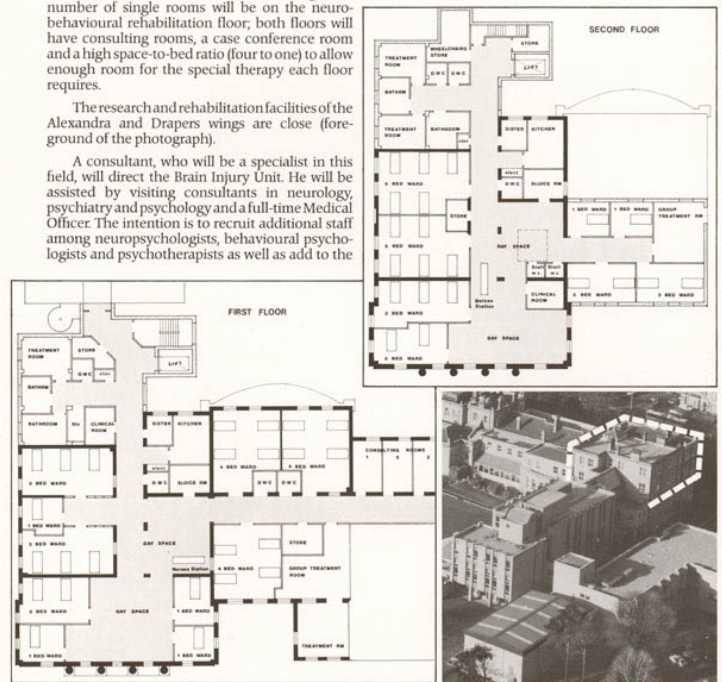 number of single rooms will be on the neuro-
behavioural rehabilitation floor; both floors will
have consulting rooms, a case conference room
and a high space-to-bed ratio (four to one) to allow
enough room for the special therapy each floor
requires.
The research and rehabilitation facilities of the
Alexandra and Drapers wings are close (fore-
ground of the photograph).
A consultant, who will be a specialist in this
field, will direct the Brain Injury Unit. He will be
assisted by visiting consultants in neurology,
psychiatry and psychology and a full-time Medical
Officer. The intention is to recruit additional staff
among neuropsychologists, behavioural psycho-
logists and psychotherapists as well as add to the
SECOND FLOOR
WHEELCHAIRS
STORE
STORE
TREATMENT
ROOM
DWC DWC
LIFT
BATHRM
TREATMENT
ROOM
BATHROOM
SISTER KITCHEN
DWC SLUICE RM
BED WARD
STORE
BED WARD
1 BED WARD
1 BED WARD
GROUP
TREATMENT RM
DAY SPACE
Staff Staff
CLINICAL
ROOM
2 BED WARD
2 BED WARD
2 BED WARD
Nurses
Station
DAY SPACE
2 BED WARD
FIRST FLOOR
TREATMENT
ROOM
STORE
DWC
LIFT
BATHRM
BATHROOM
CLINICAL
ROOM
SISTER KITCHEN
DWC SLUICE RM
4 BED WARD
4 BED WARD
CONSULTING ROOMS
1 2 3
DWC DWC
3 BED WARD
1 BED WARD
3 BED WARD
DAY SPACE
Nurses Station
4 BED WARD
STORE
GROUP TREATMENT
ROOM
2 BED WARD
DAY SPACE
1 BED WARD
1 BED WARD
1 BED WARD
TREATMENT RM